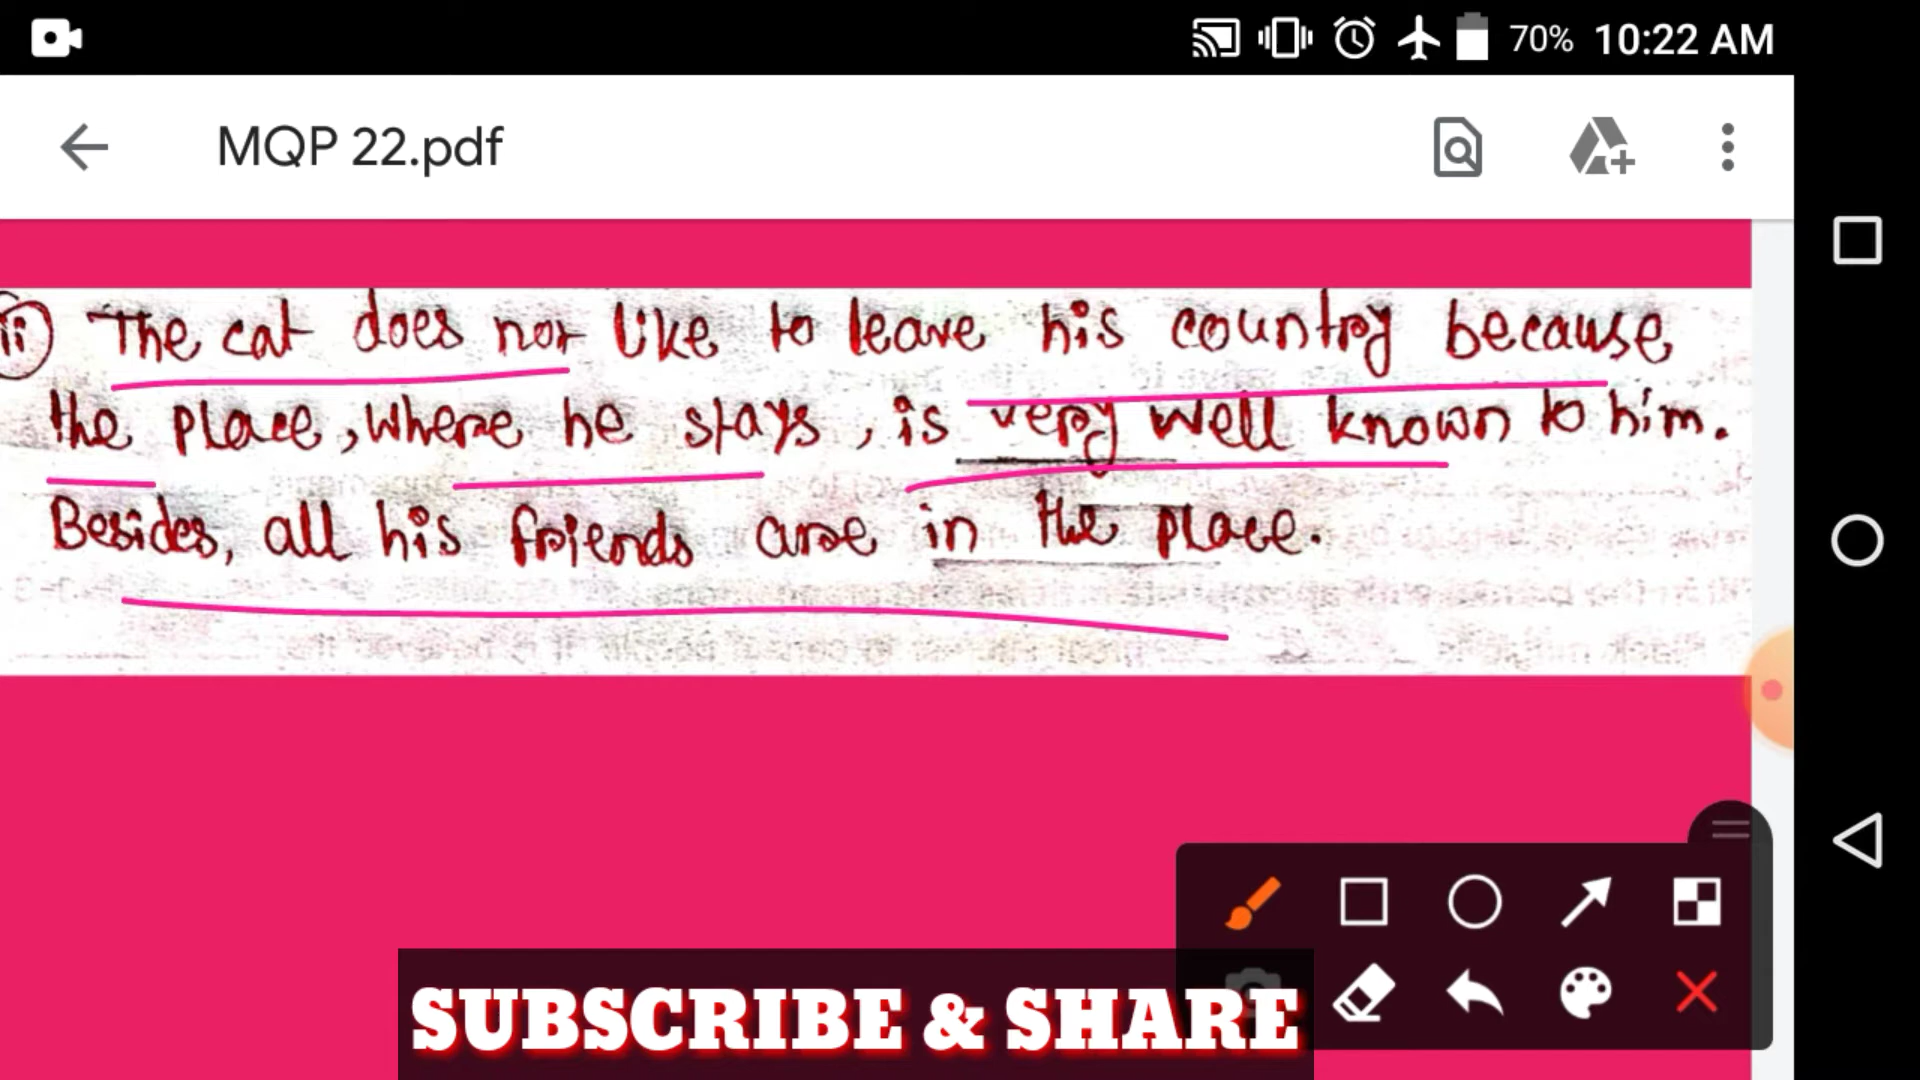 70% 10:22 AM
MQP 22.pdf
ii) The cat does not like to leave his country because
the place, where he stays, is very well known to him.
Besides, all his friends are in the place.
SUBSCRIBE & SHARE